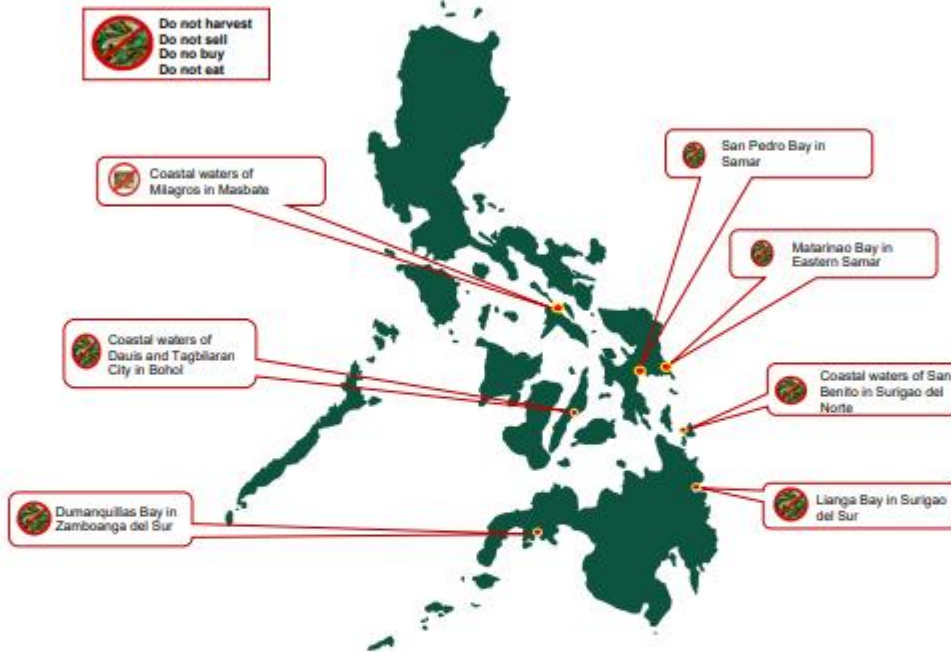 Do not harvest
Do not sell
Do no buy
Do not eat
San Pedro Bay in
Samar
Coastal waters of
Milagros in Masbate
Matarinao Bay in
Eastern Samar
Coastal waters of
Dauis and Tagbilaran
City in Bohol
Coastal waters of San
Benito in Surigao del
Norte
Dumanquillas Bay in
Zamboanga del Sur
Lianga Bay in Surigao
del Sur